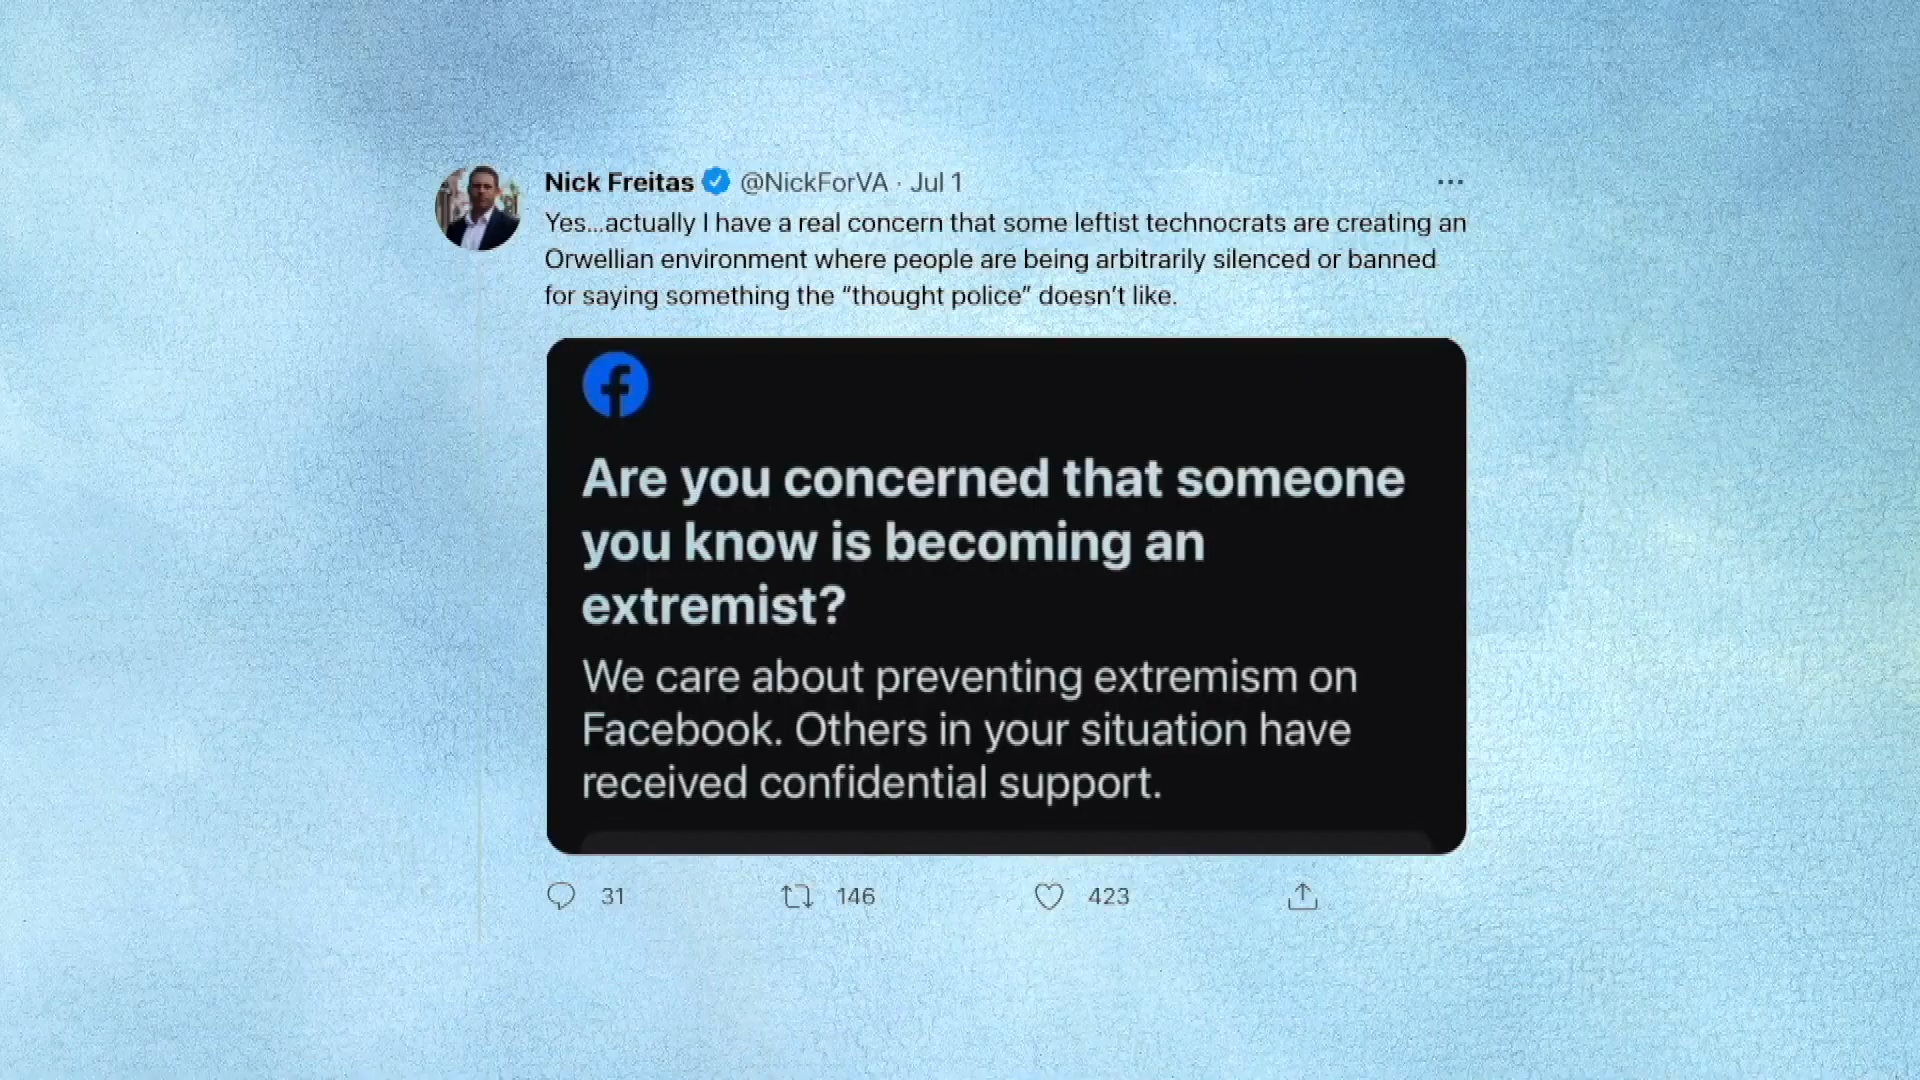 Nick Freitas @NickForVA · Jul 1
Yes...actually I have a real concern that some leftist technocrats are creating an
Orwellian environment where people are being arbitrarily silenced or banned
for saying something the “thought police” doesn’t like.
Are you concerned that someone
you know is becoming an
extremist?
We care about preventing extremism on
Facebook. Others in your situation have
received confidential support.
31 146 423